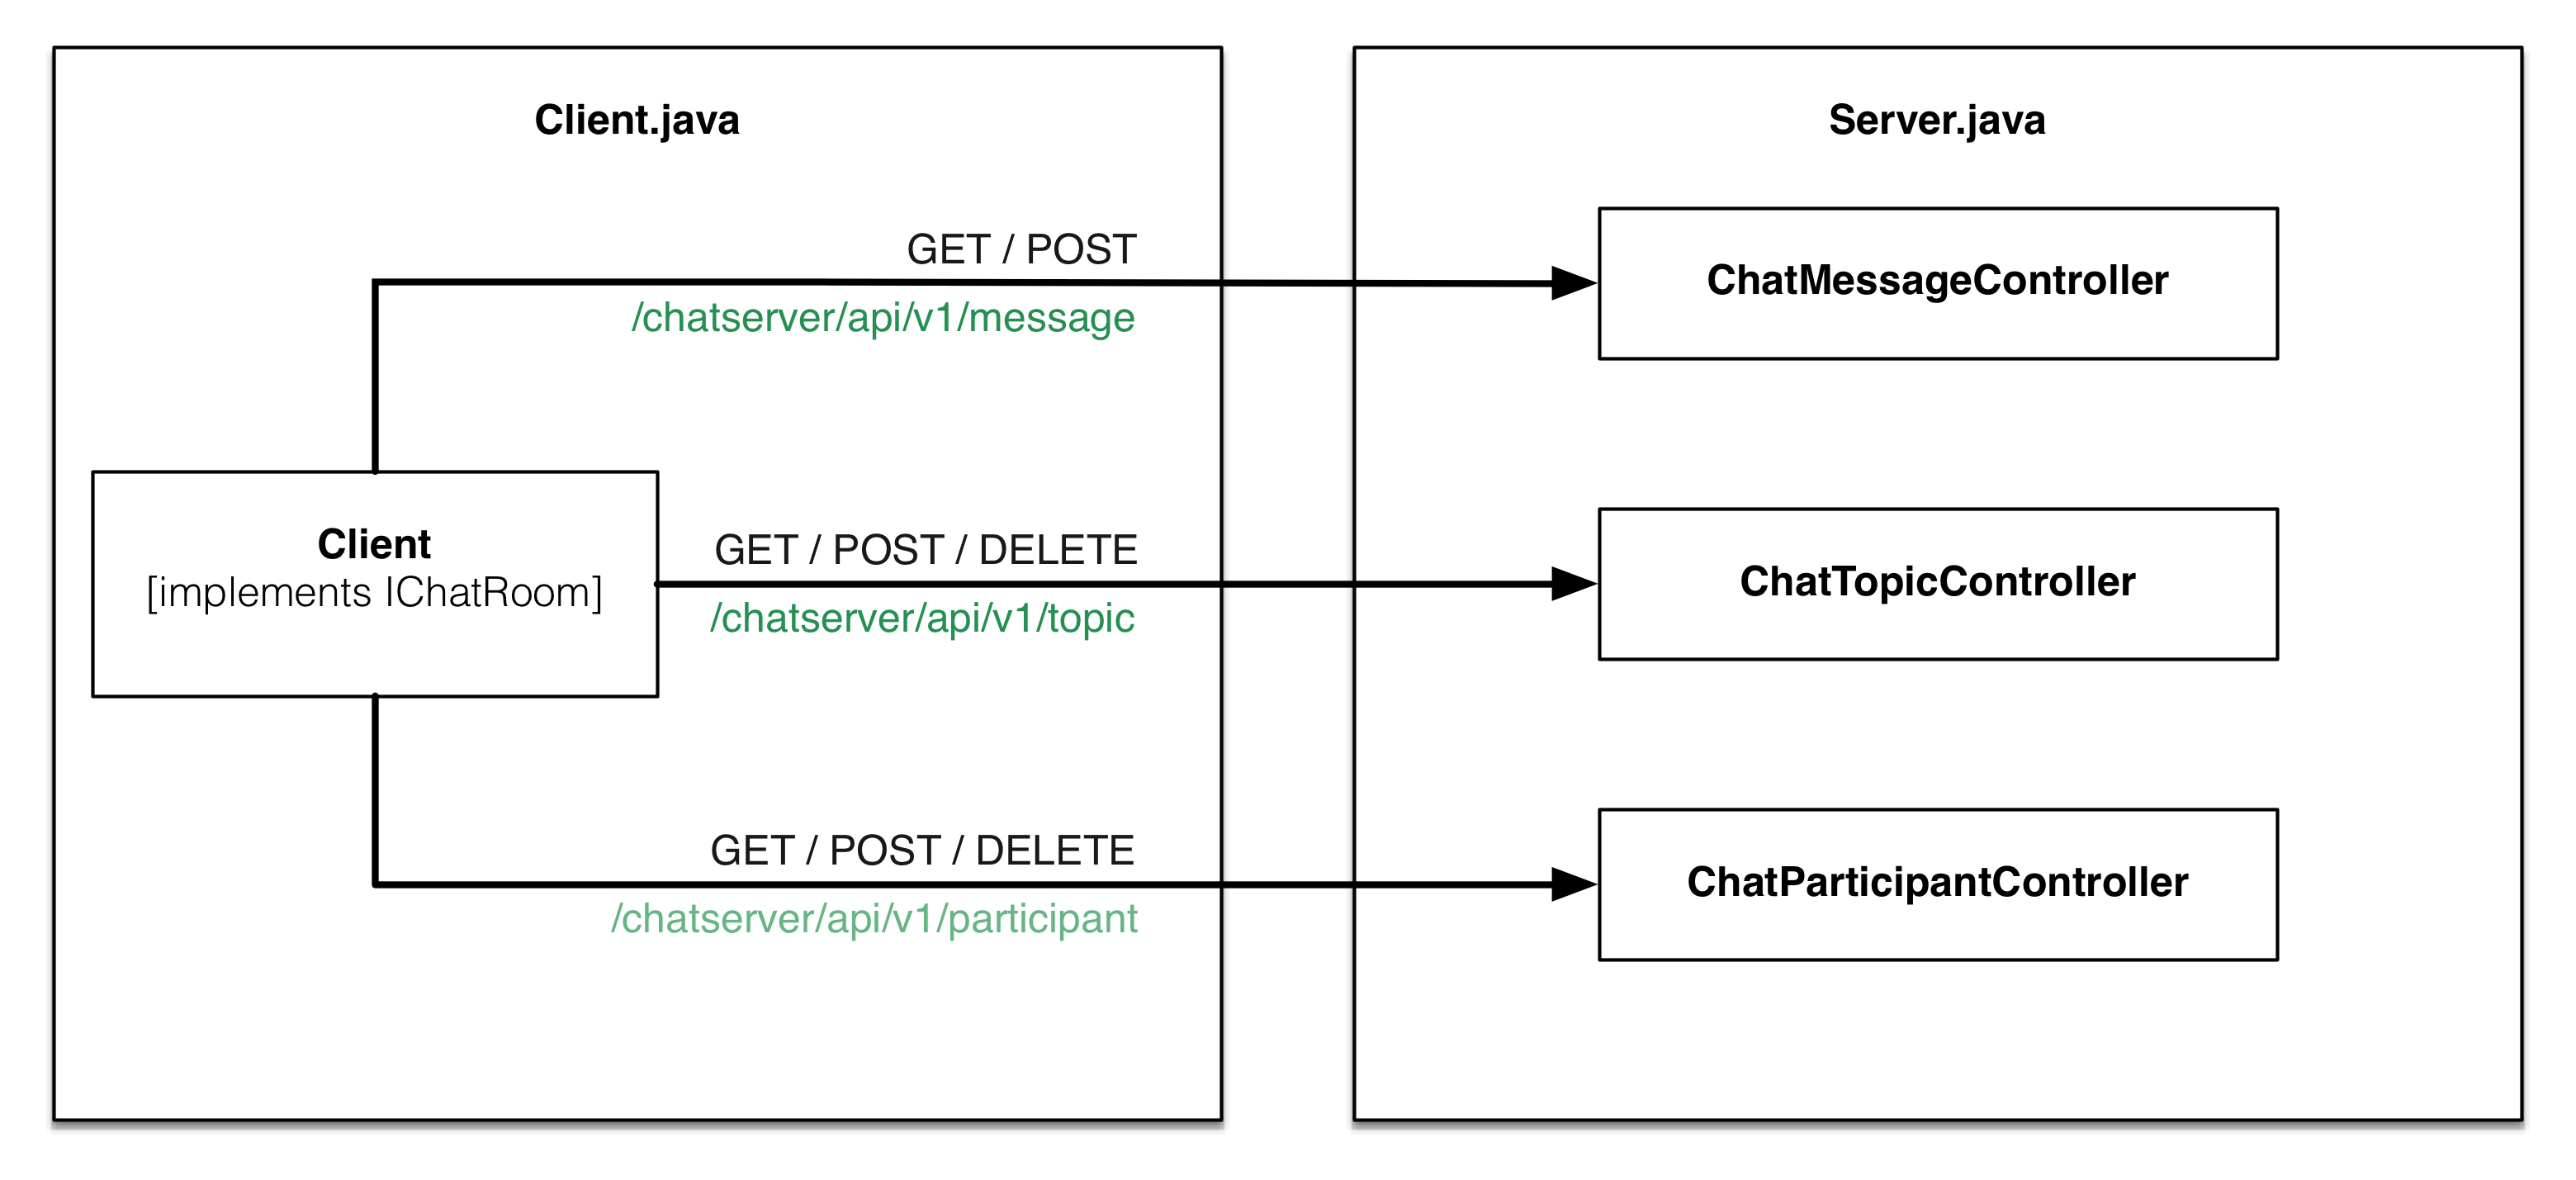 Client.java
GET / POST
/chatserver/api/v1/message
Client
[implements IChatRoom]
GET / POST / DELETE
/chatserver/api/v1/topic
GET / POST / DELETE
/chatserver/api/v1/participant
Server.java
ChatMessageController
ChatTopicController
ChatParticipantController